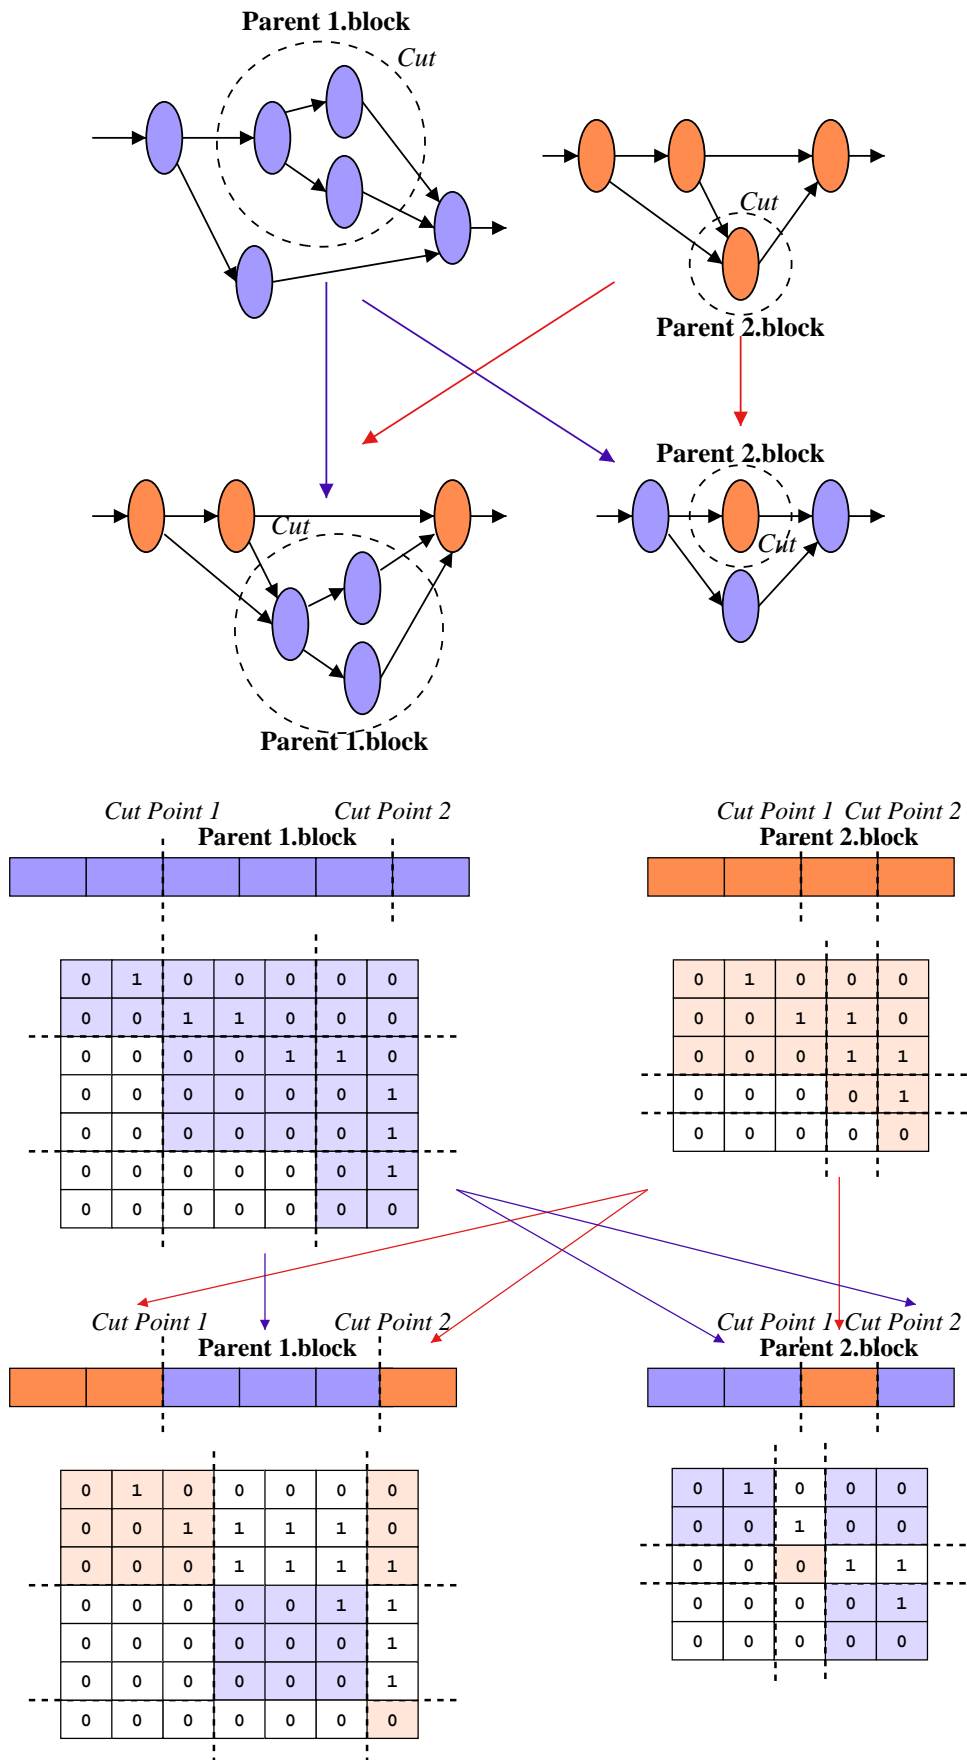 Parent 1.block
Cut
Cut
Parent 2.block
Parent 2.block
Cut
Cut
Parent 1.block
Cut Point 1 Cut Point 2 Cut Point 1 Cut Point 2
Parent 1.block Parent 2.block
0 1 0 0 0 0 0
0 0 1 1 0 0 0
0 0 0 0 1 1 0
0 0 0 0 0 0 1
0 0 0 0 0 0 1
0 0 0 0 0 0 1
0 0 0 0 0 0 0
0 1 0 0 0
0 0 1 1 0
0 0 0 1 1
0 0 0 0 1
0 0 0 0 0
Cut Point 1 Cut Point 2 Cut Point 1 Cut Point 2
Parent 1.block Parent 2.block
0 1 0 0 0 0 0
0 0 1 1 1 1 0
0 0 0 1 1 1 1
0 0 0 0 0 1 1
0 0 0 0 0 0 1
0 0 0 0 0 0 1
0 0 0 0 0 0 0
0 1 0 0 0
0 0 1 0 0
0 0 0 1 1
0 0 0 0 1
0 0 0 0 0